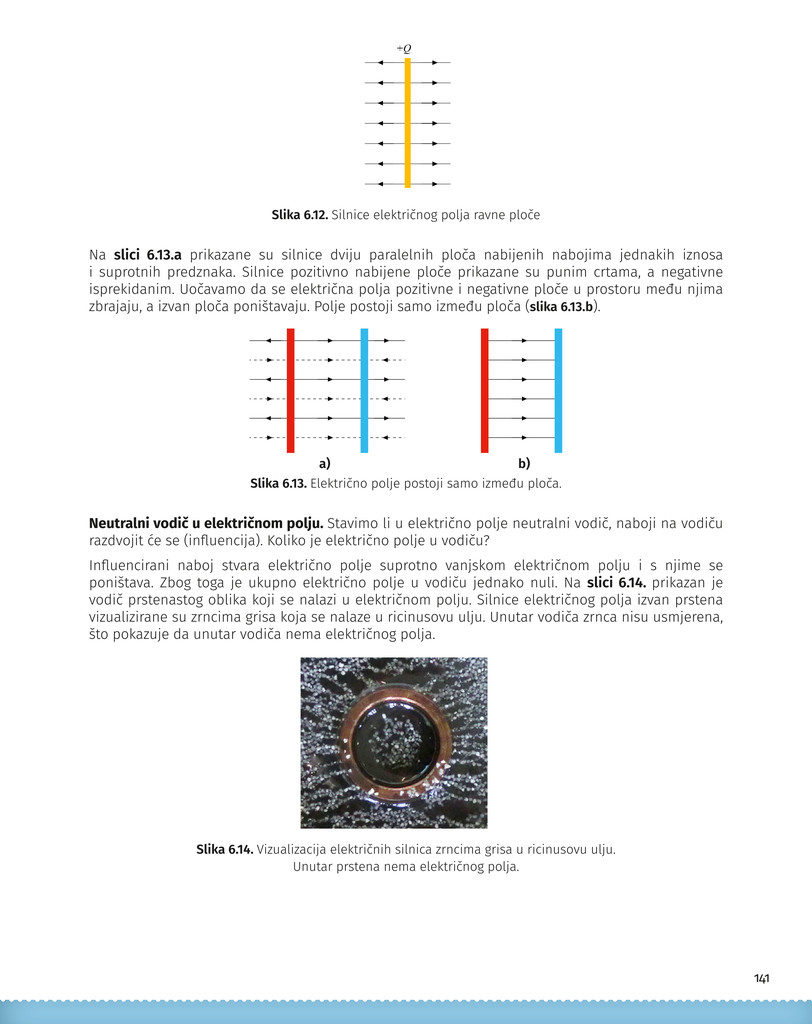 +Q
Slika 6.12. Silnice električnog polja ravne ploče
Na slici 6.13.a prikazane su silnice dviju paralelnih ploča nabijenih nabojima jednakih iznosa
i suprotnih predznaka. Silnice pozitivno nabijene ploče prikazane su punim crtama, a negativne
isprekidanim. Uočavamo da se električna polja pozitivne i negativne ploče u prostoru među njima
zbrajaju, a izvan ploča poništavaju. Polje postoji samo između ploča (slika 6.13.b).
a)
b)
Slika 6.13. Električno polje postoji samo između ploča.
Neutralni vodič u električnom polju. Stavimo li u električno polje neutralni vodič, naboji na vodiču
razdvojit će se (influencija). Koliko je električno polje u vodiču?
Influencirani naboj stvara električno polje suprotno vanjskom električnom polju i s njime se
poništava. Zbog toga je ukupno električno polje u vodiču jednako nuli. Na slici 6.14. prikazan je
vodič prstenastog oblika koji se nalazi u električnom polju. Silnice električnog polja izvan prstena
vizualizirane su zrncima grisa koja se nalaze u ricinusovu ulju. Unutar vodiča zrnca nisu usmjerena,
što pokazuje da unutar vodiča nema električnog polja.
Slika 6.14. Vizualizacija električnih silnica zrncima grisa u ricinusovu ulju.
Unutar prstena nema električnog polja.
141